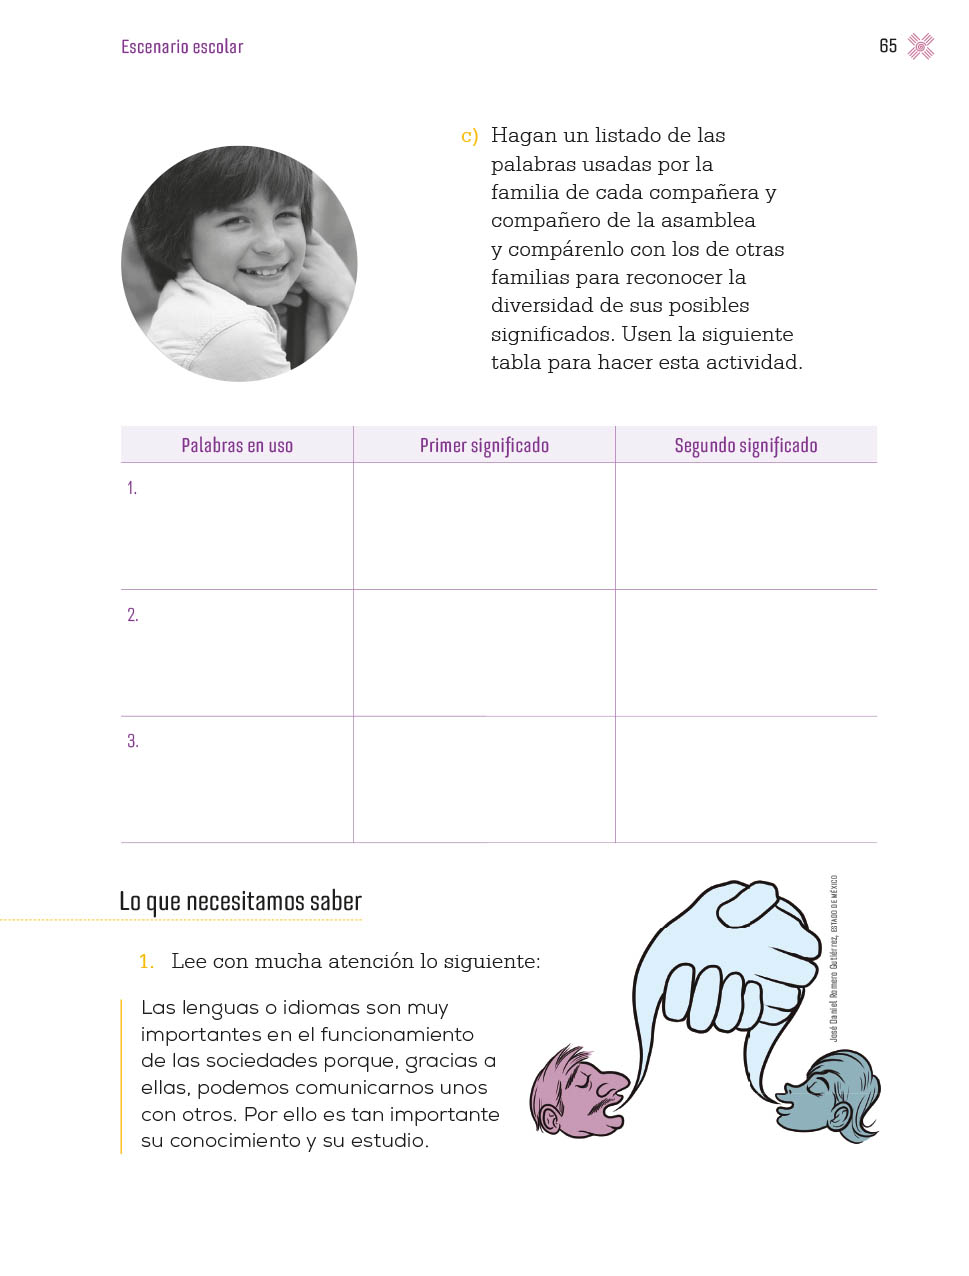 Escenario escolar
65
c) Hagan un listado de las
palabras usadas por la
familia de cada compañera y
compañero de la asamblea
y compárenlo con los de otras
familias para reconocer la
diversidad de sus posibles
significados. Usen la siguiente
tabla para hacer esta actividad.
Palabras en uso Primer significado Segundo significado
1.
2.
3.
Lo que necesitamos saber
1. Lee con mucha atención lo siguiente:
Las lenguas o idiomas son muy
importantes en el funcionamiento
de las sociedades porque, gracias a
ellas, podemos comunicarnos unos
con otros. Por ello es tan importante
su conocimiento y su estudio.
José Daniel Romero Gutiérrez, ESTADO DE MÉXICO